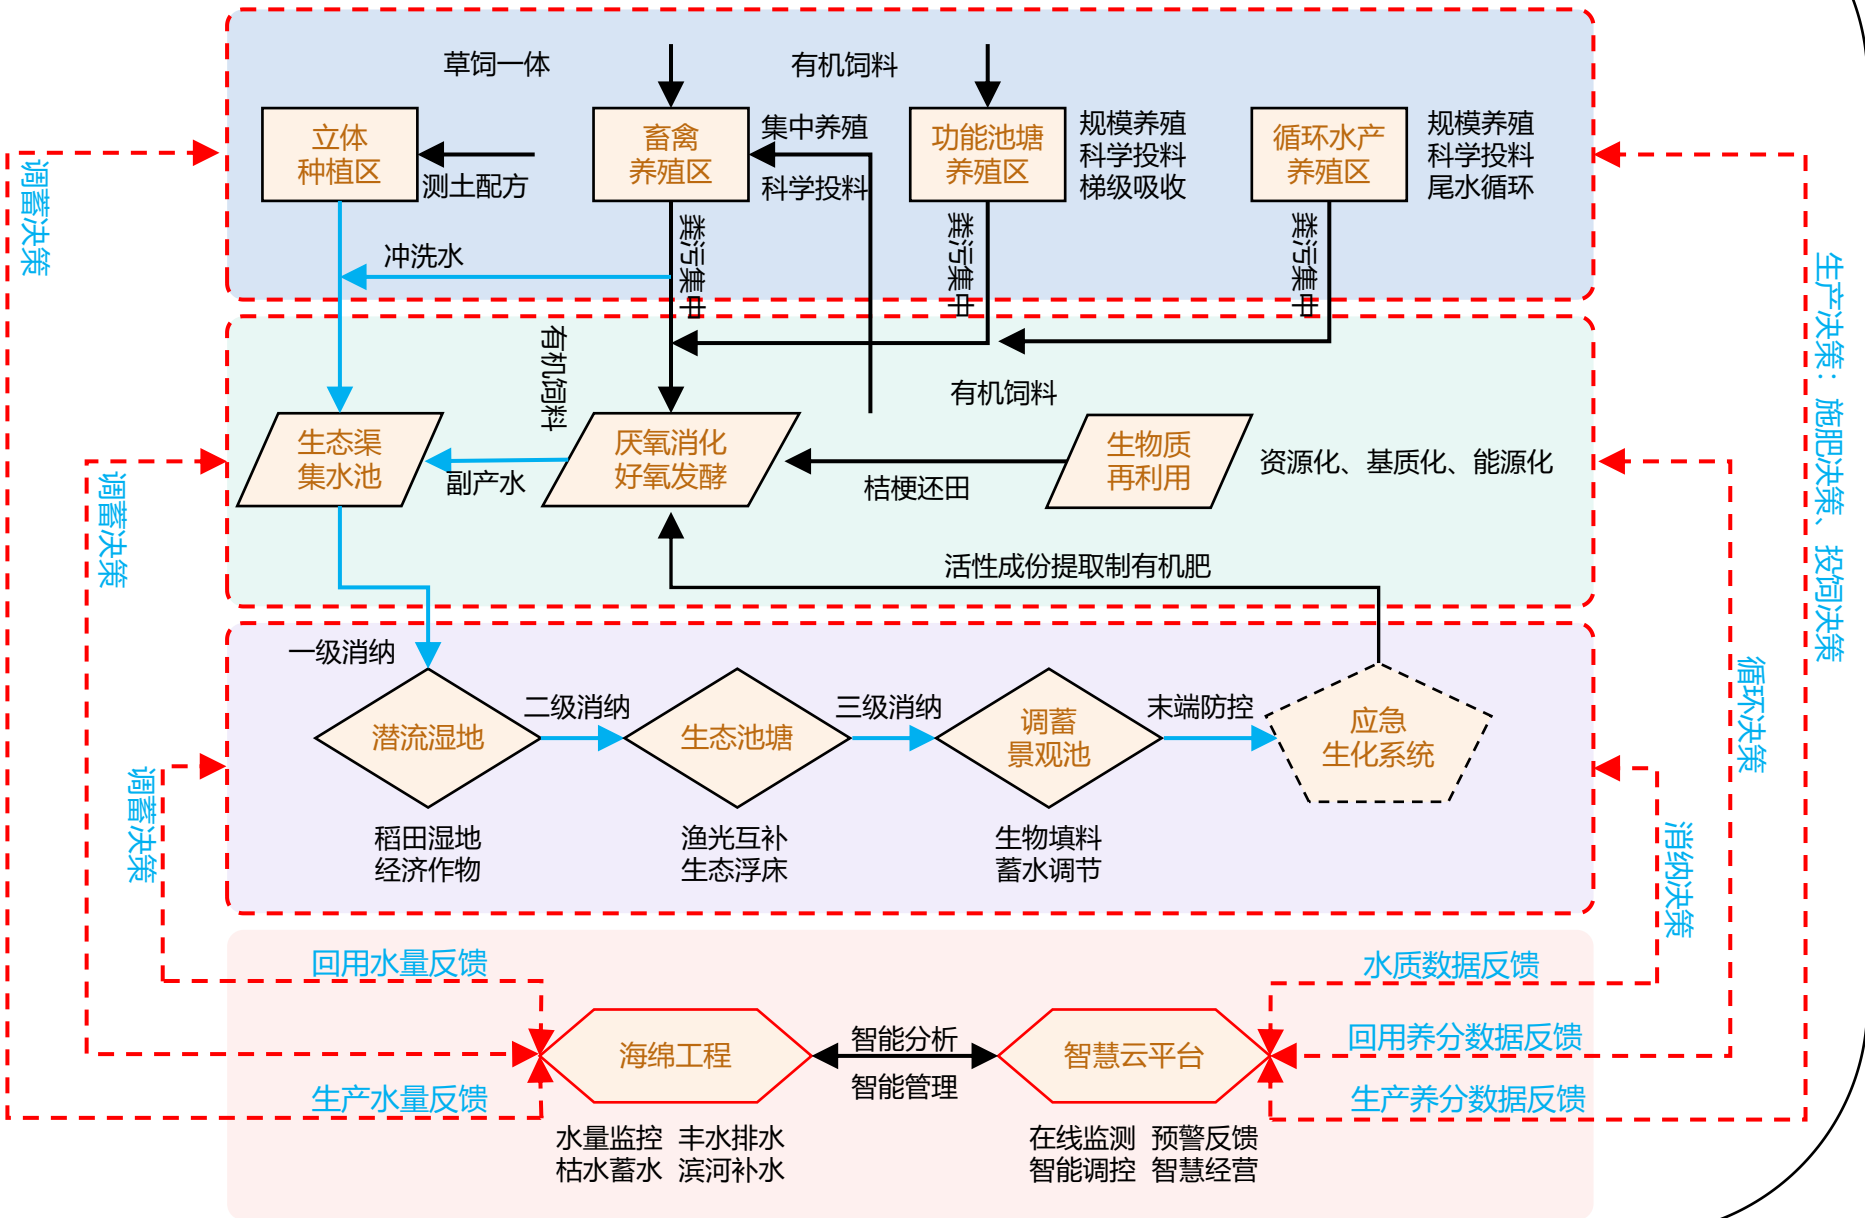 草饲一体
有机饲料
立体
种植区
测土配方
畜禽
养殖区
集中养殖
科学投料
功能池塘
养殖区
规模养殖
科学投料
梯级吸收
循环水产
养殖区
规模养殖
科学投料
尾水循环
冲洗水
粪污集中
粪污集中
粪污集中
有机饲料
有机饲料
生态渠
集水池
副产水
厌氧消化
好氧发酵
桔梗还田
生物质
再利用
资源化、基质化、能源化
活性成份提取制有机肥
一级消纳
潜流湿地
二级消纳
生态池塘
三级消纳
调蓄
景观池
末端防控
应急
生化系统
稻田湿地
经济作物
渔光互补
生态浮床
生物填料
蓄水调节
调蓄决策
调蓄决策
调蓄决策
生产决策：施肥决策、投饲决策
循环决策
消纳决策
回用水量反馈
生产水量反馈
水质数据反馈
回用养分数据反馈
生产养分数据反馈
海绵工程
智能分析
智能管理
智慧云平台
水量监控 丰水排水
枯水蓄水 滨河补水
在线监测 预警反馈
智能调控 智慧经营